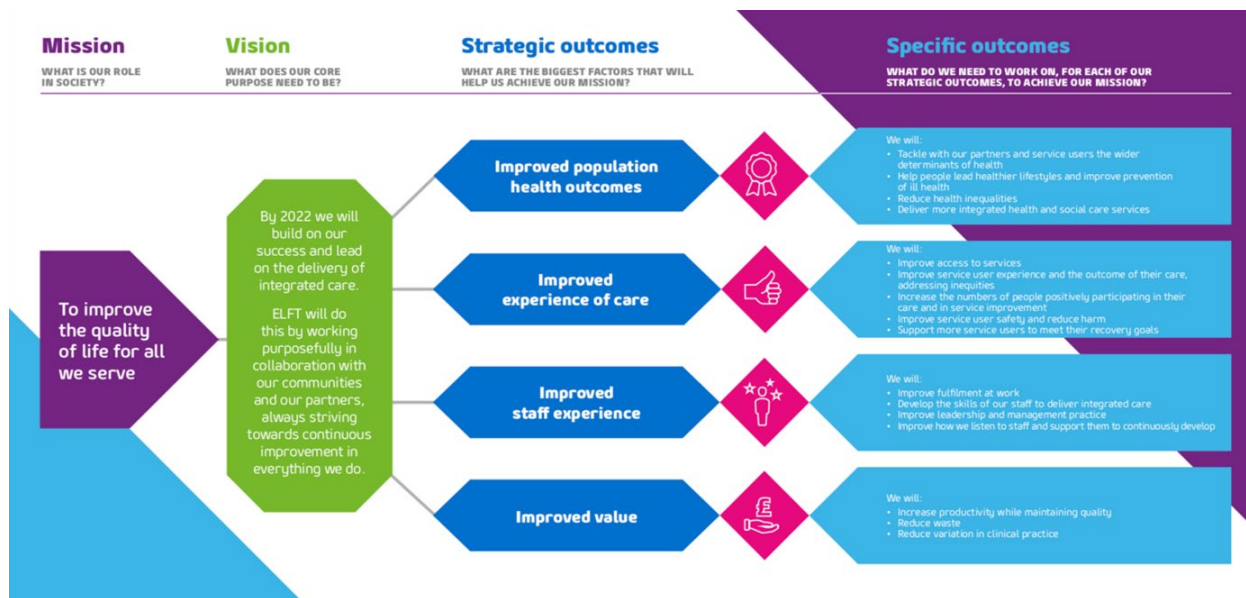 Mission
WHAT IS OUR ROLE
IN SOCIETY?
Vision
WHAT DOES OUR CORE
PURPOSE NEED TO BE?
Strategic outcomes
WHAT ARE THE BIGGEST FACTORS THAT WILL
HELP US ACHIEVE OUR MISSION?
Specific outcomes
WHAT DO WE NEED TO WORK ON, FOR EACH OF OUR
STRATEGIC OUTCOMES, TO ACHIEVE OUR MISSION?
To improve
the quality
of life for all
we serve
By 2022 we will
build on our
success and lead
on the delivery of
integrated care.
ELFT will do
this by working
purposefully in
collaboration with
our communities
and our partners,
always striving
towards continuous
improvement in
everything we do.
Improved population
health outcomes
We will:
• Tackle with our partners and service users the wider
determinants of health
• Help people lead healthier lifestyles and improve prevention
of ill health
• Reduce health inequalities
• Deliver more integrated health and social care services
Improved
experience of care
We will:
• Improve access to services
• Improve service user experience and the outcome of their care,
addressing inequities
• Increase the numbers of people positively participating in their
care and in service improvement
• Improve service user safety and reduce harm
• Support more service users to meet their recovery goals
Improved
staff experience
We will:
• Improve fulfilment at work
• Develop the skills of our staff to deliver integrated care
• Improve leadership and management practice
• Improve how we listen to staff and support them to continuously develop
Improved value
£
We will:
• Increase productivity while maintaining quality
• Reduce waste
• Reduce variation in clinical practice